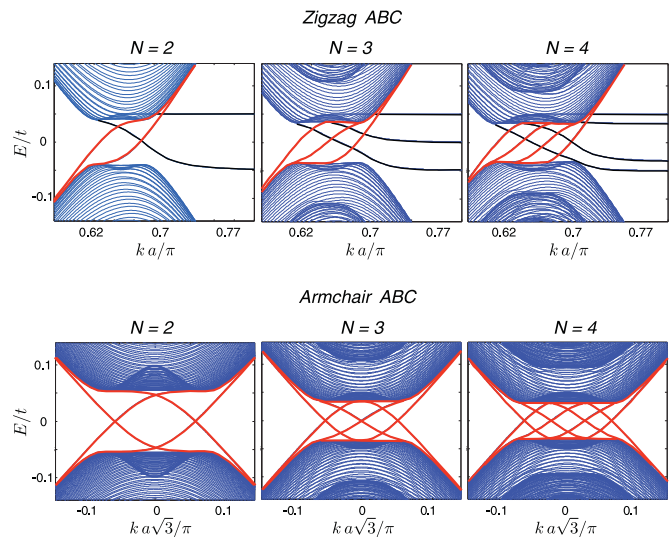 Zigzag ABC
N = 2 N = 3 N = 4
0.1
0
-0.1
E/t
0.62 0.7 0.77 0.62 0.7 0.77 0.62 0.7 0.77
k a/π k a/π k a/π
Armchair ABC
N = 2 N = 3 N = 4
0.1
0
-0.1
E/t
-0.1 0 0.1 -0.1 0 0.1 -0.1 0 0.1
k a√3/π k a√3/π k a√3/π